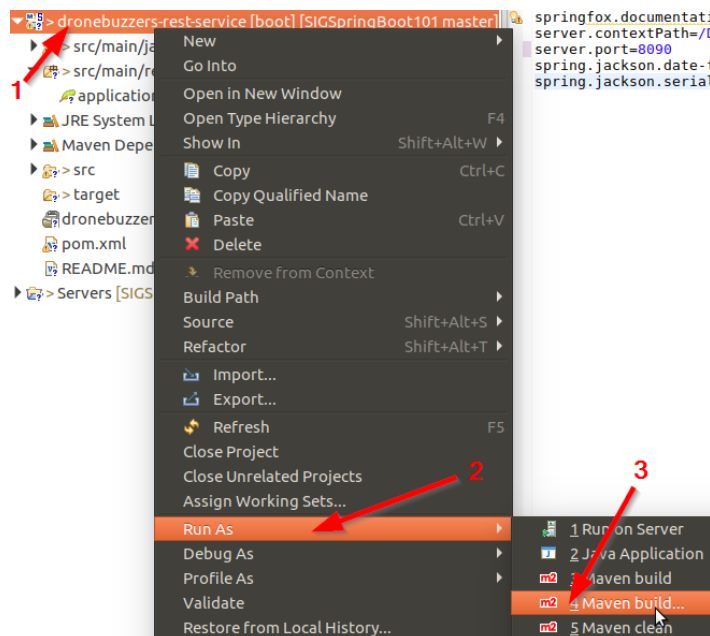 > dronebuzzers-rest-service [boot] [SIGSpringBoot101 master]
> src/main/ja
> src/main/re
application
JRE System L
Maven Depe
> src
> target
dronebuzzer
pom.xml
README.md
> Servers [SIGS
1
New
Go Into
Open in New Window
Open Type Hierarchy F4
Show In Shift+Alt+W
Copy Ctrl+C
Copy Qualified Name
Paste Ctrl+V
Delete
Remove from Context
Build Path
Source Shift+Alt+S
Refactor Shift+Alt+T
Import...
Export...
Refresh F5
Close Project
Close Unrelated Projects
Assign Working Sets...
Run As
Debug As
Profile As
Validate
Restore from Local History...
2
3
1 Run on Server
2 Java Application
3 Maven build
4 Maven build...
5 Maven clean
springfox.documentati
server.contextPath=/D
server.port=8090
spring.jackson.date-f
spring.jackson.serial